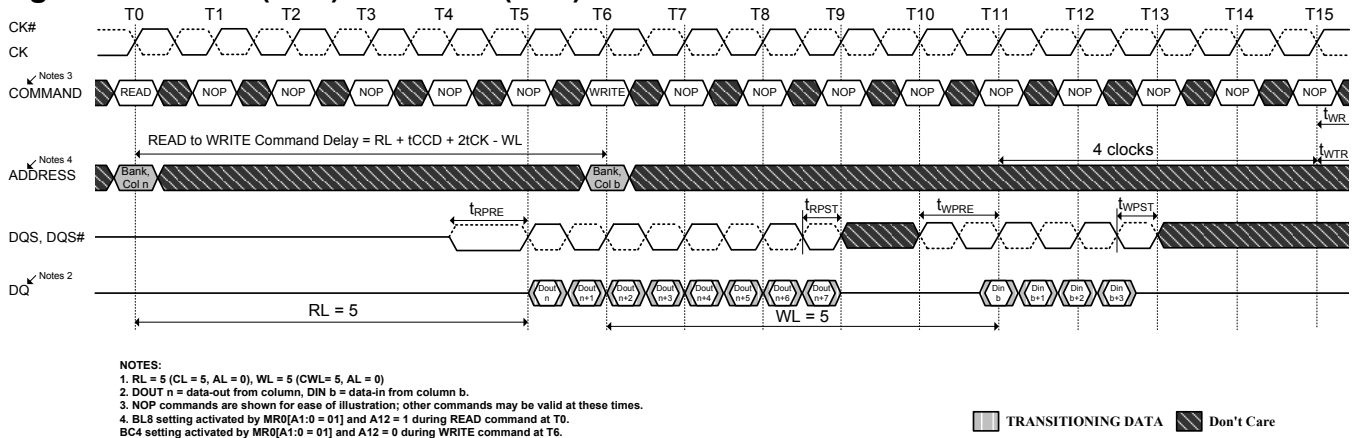 T0 T1 T2 T3 T4 T5 T6 T7 T8 T9 T10 T11 T12 T13 T14 T15
CK#
CK
Notes 3
COMMAND READ NOP NOP NOP NOP NOP WRITE NOP NOP NOP NOP NOP NOP NOP NOP NOP
tWR
READ to WRITE Command Delay = RL + tCCD + 2tCK - WL
4 clocks
tWTR
Notes 4
ADDRESS
Bank, Col n
Bank, Col b
tRPRE tRPST tWPRE tWPST
DQS, DQS#
Notes 2
DQ
Dout n
Dout n+1
Dout n+2
Dout n+3
Dout n+4
Dout n+5
Dout n+6
Dout n+7
Din b
Din b+1
Din b+2
Din b+3
RL = 5
WL = 5
NOTES:
1. RL = 5 (CL = 5, AL = 0), WL = 5 (CWL= 5, AL = 0)
2. DOUT n = data-out from column, DIN b = data-in from column b.
3. NOP commands are shown for ease of illustration; other commands may be valid at these times.
4. BL8 setting activated by MR0[A1:0 = 01] and A12 = 1 during READ command at T0.
BC4 setting activated by MR0[A1:0 = 01] and A12 = 0 during WRITE command at T6.
TRANSITIONING DATA
Don't Care